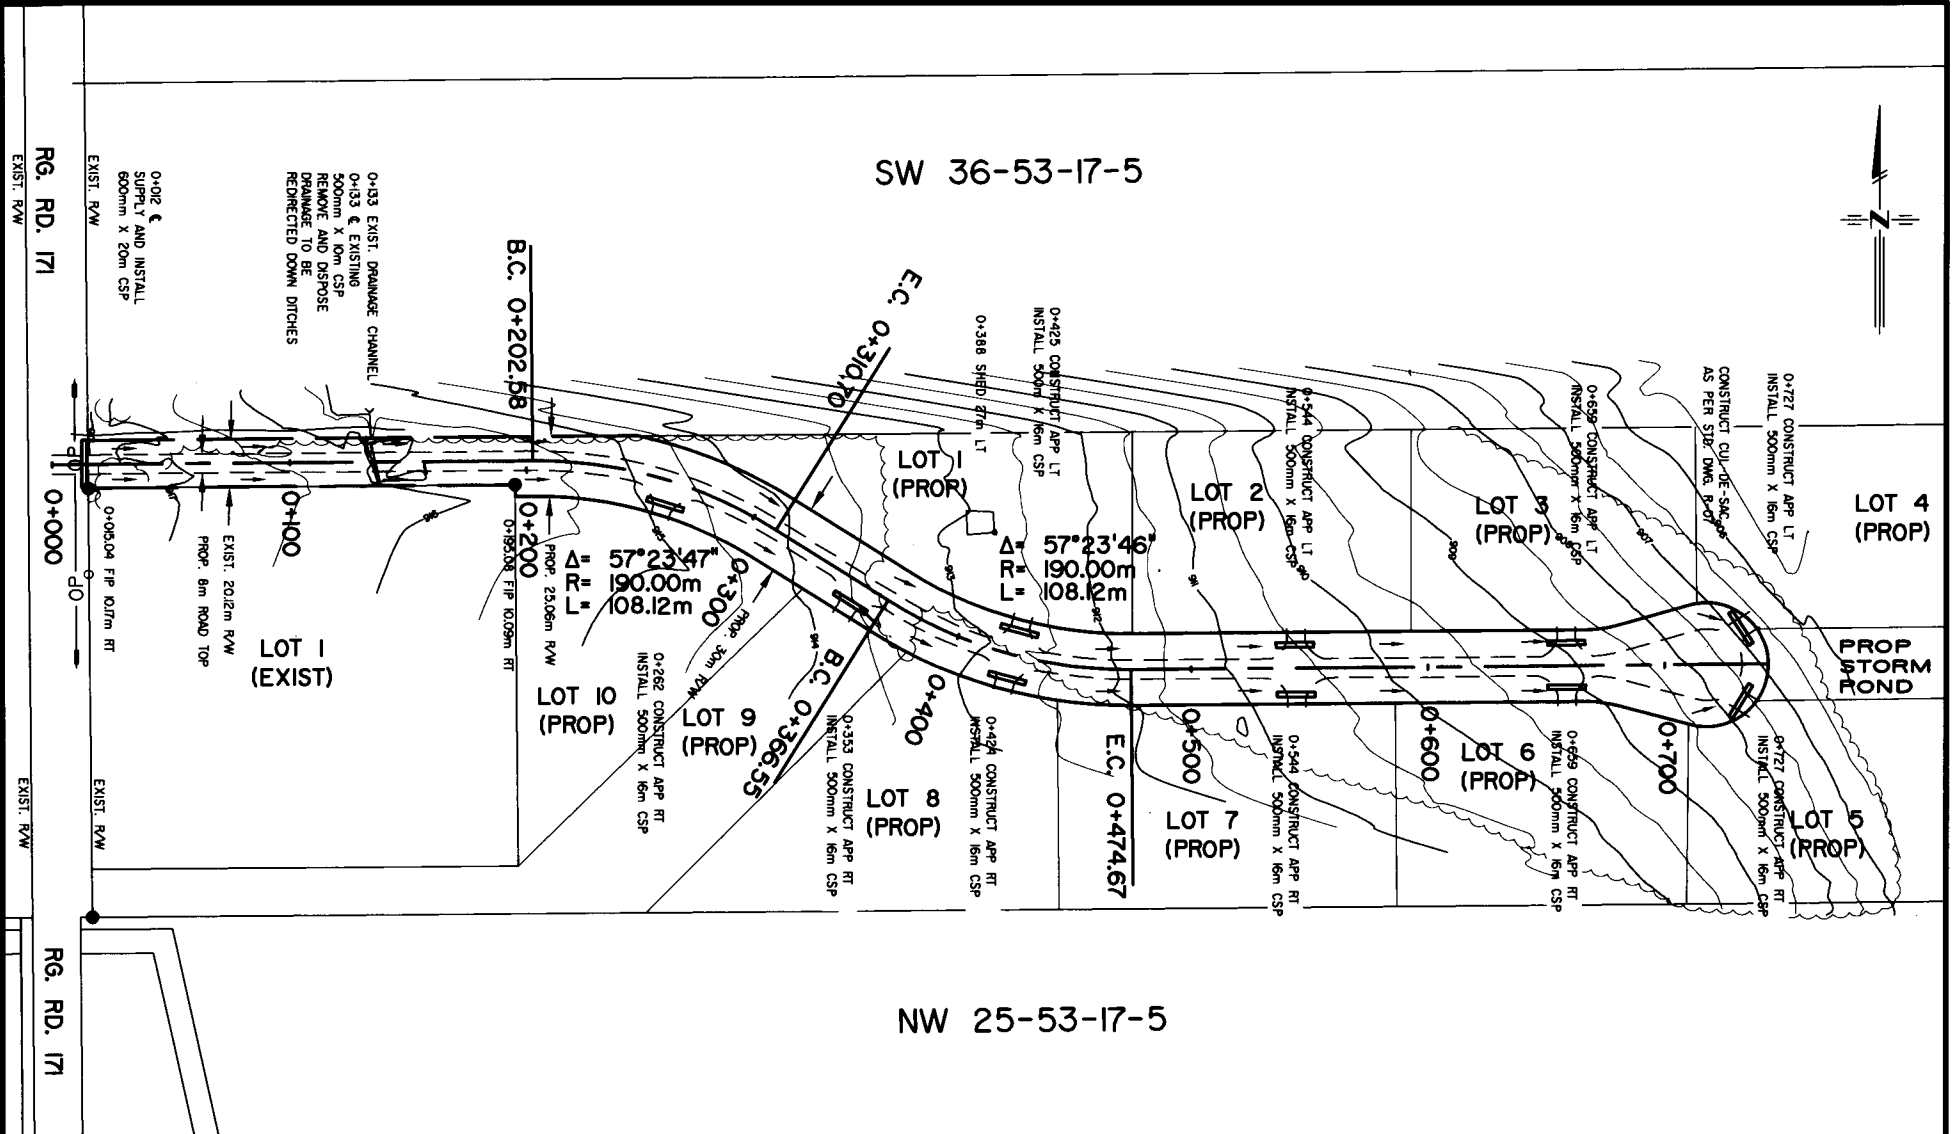 SW 36-53-17-5
N
RG. RD. 171
EXIST. R/W
EXIST. R/W
0+012 ℄
SUPPLY AND INSTALL
600mm X 20m CSP
0+133 EXIST. DRAINAGE CHANNEL
0+133 ℄ EXISTING
500mm X 10m CSP
REMOVE AND DISPOSE
DRAINAGE TO BE
REDIRECTED DOWN DITCHES
B.C. 0+202.58
E.C. 0+310.70
0+388 SHED 27m LT
0+425 CONSTRUCT APP LT
INSTALL 500mm X 16m CSP
0+544 CONSTRUCT APP LT
INSTALL 500mm X 16m CSP
0+659 CONSTRUCT APP LT
INSTALL 500mm X 16m CSP
CONSTRUCT CUL-DE-SAC
AS PER STD. DWG. R-07
0+727 CONSTRUCT APP LT
INSTALL 500mm X 16m CSP
LOT 1
(PROP)
LOT 2
(PROP)
LOT 3
(PROP)
LOT 4
(PROP)
0+000
0+015.04 FIP 10.17m RT
PROP. 8m ROAD TOP
EXIST. 20.12m R/W
0+100
0+195.08 FIP 10.09m RT
0+200
PROP. 25.06m R/W
Δ= 57°23'47"
R= 190.00m
L= 108.12m
0+300
PROP. 30m R/W
Δ= 57°23'46"
R= 190.00m
L= 108.12m
915
914
913
912
911
910
909
908
907
906
PROP
STORM
POND
LOT 1
(EXIST)
LOT 10
(PROP)
0+262 CONSTRUCT APP RT
INSTALL 500mm X 16m CSP
LOT 9
(PROP)
B.C. 0+366.55
0+353 CONSTRUCT APP RT
INSTALL 500mm X 16m CSP
LOT 8
(PROP)
0+400
0+424 CONSTRUCT APP RT
INSTALL 500mm X 16m CSP
E.C. 0+474.67
0+500
LOT 7
(PROP)
0+544 CONSTRUCT APP RT
INSTALL 500mm X 16m CSP
0+600
LOT 6
(PROP)
0+659 CONSTRUCT APP RT
INSTALL 500mm X 16m CSP
0+700
0+727 CONSTRUCT APP RT
INSTALL 500mm X 16m CSP
LOT 5
(PROP)
EXIST. R/W
EXIST. R/W
RG. RD. 171
NW 25-53-17-5